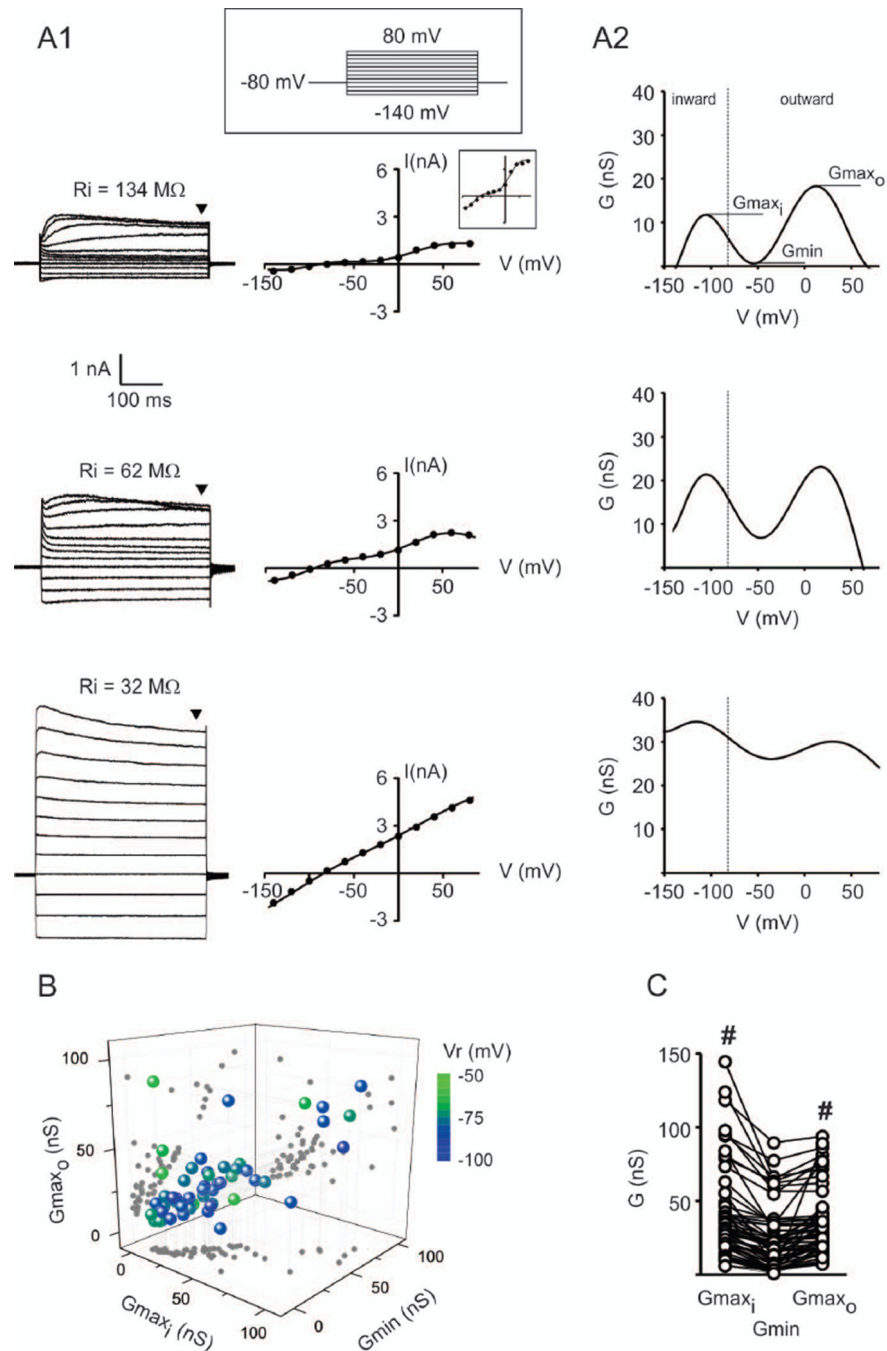 A1
80 mV
-80 mV
-140 mV
A2
Ri = 134 MΩ
I(nA)
6
3
-3
-150
-50
50
V (mV)
G (nS)
40
30
20
10
inward
outward
Gmaxi
Gmaxo
Gmin
-150 -100 -50 0 50
V (mV)
1 nA
100 ms
Ri = 62 MΩ
I(nA)
6
3
-3
-50
50
V (mV)
G (nS)
40
30
20
10
-150 -100 -50 0 50
V (mV)
Ri = 32 MΩ
I(nA)
6
3
-3
-150
-50
50
V (mV)
G (nS)
40
30
20
10
-150 -100 -50 0 50
V (mV)
B
Gmaxo (nS)
100
50
0
Gmaxi (nS)
0
50
100
Gmin (nS)
0
50
100
Vr (mV)
-50
-75
-100
C
# #
G (nS)
150
100
50
Gmaxi
Gmin
Gmaxo